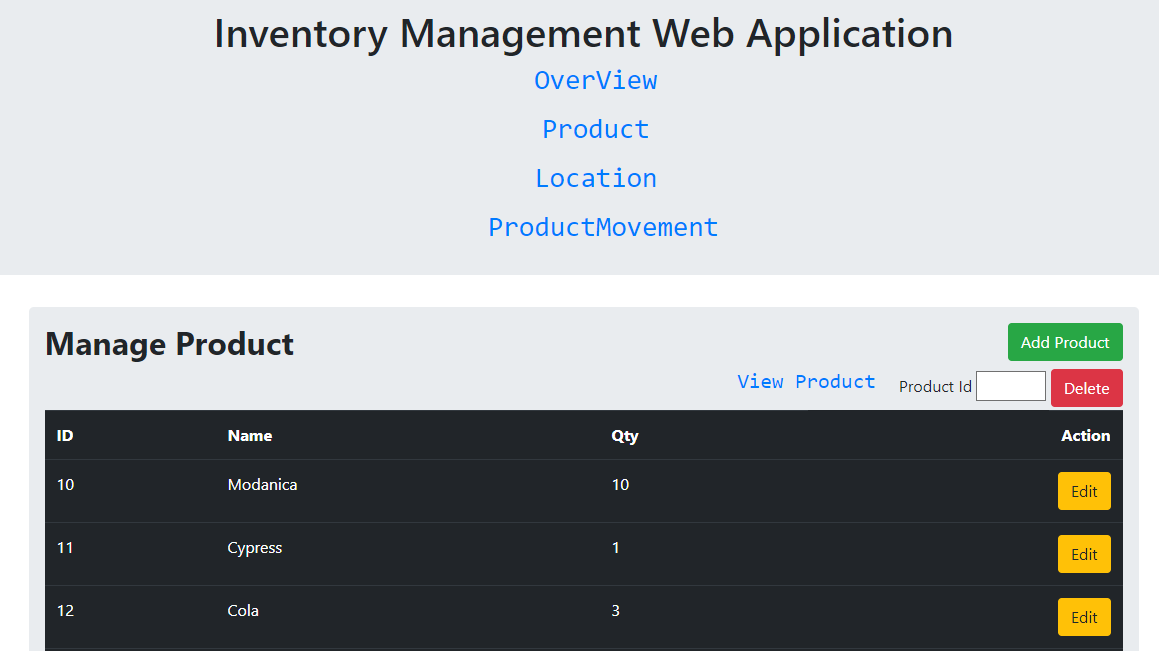 Inventory Management Web Application
OverView
Product
Location
ProductMovement
Manage Product
Add Product
View Product Product Id Delete
ID Name Qty Action
10 Modanica 10 Edit
11 Cypress 1 Edit
12 Cola 3 Edit